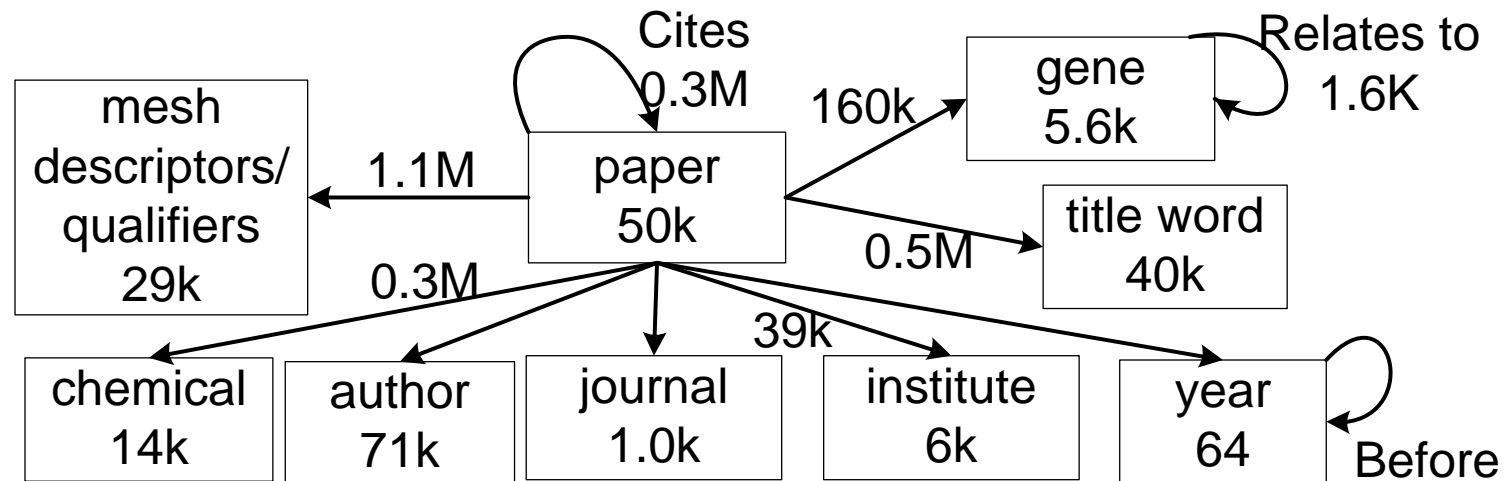 Cites
0.3M
Relates to
1.6K
gene
5.6k
160k
mesh
descriptors/
qualifiers
29k
1.1M
paper
50k
title word
40k
0.5M
0.3M
39k
chemical
14k
author
71k
journal
1.0k
institute
6k
year
64
Before